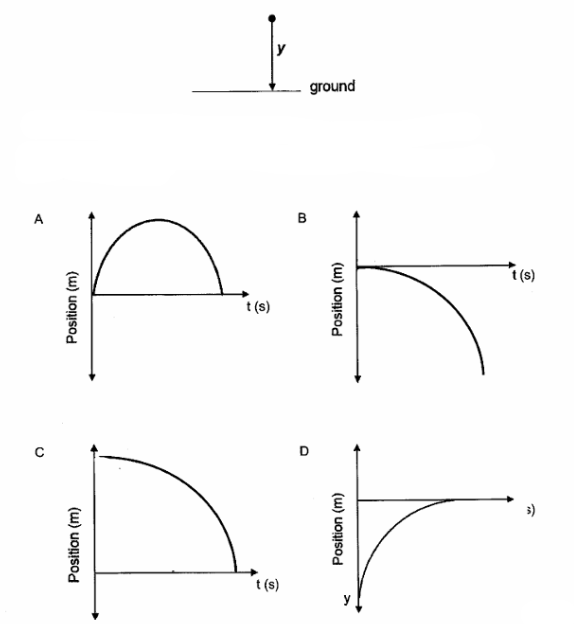 y
ground
A
Position (m)
t (s)
B
Position (m)
t (s)
C
Position (m)
t (s)
D
Position (m)
s)
y